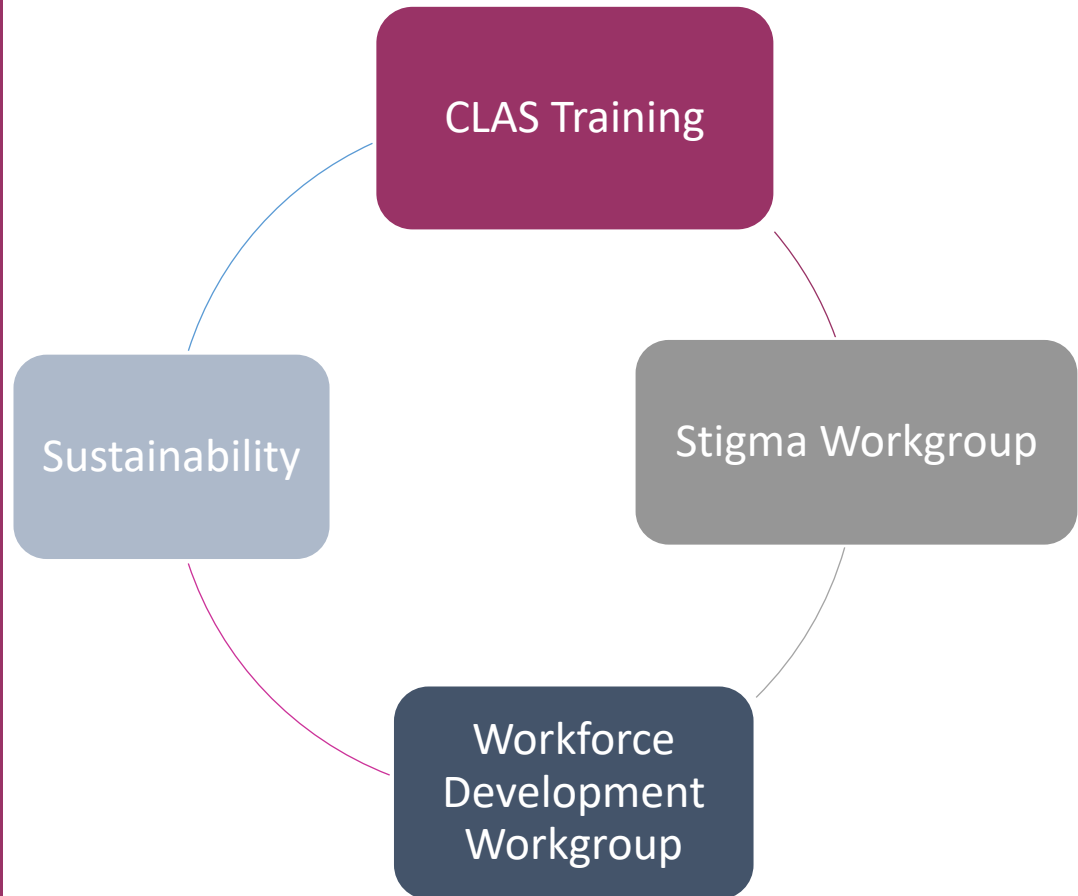 CLAS Training
Stigma Workgroup
Sustainability
Workforce
Development
Workgroup